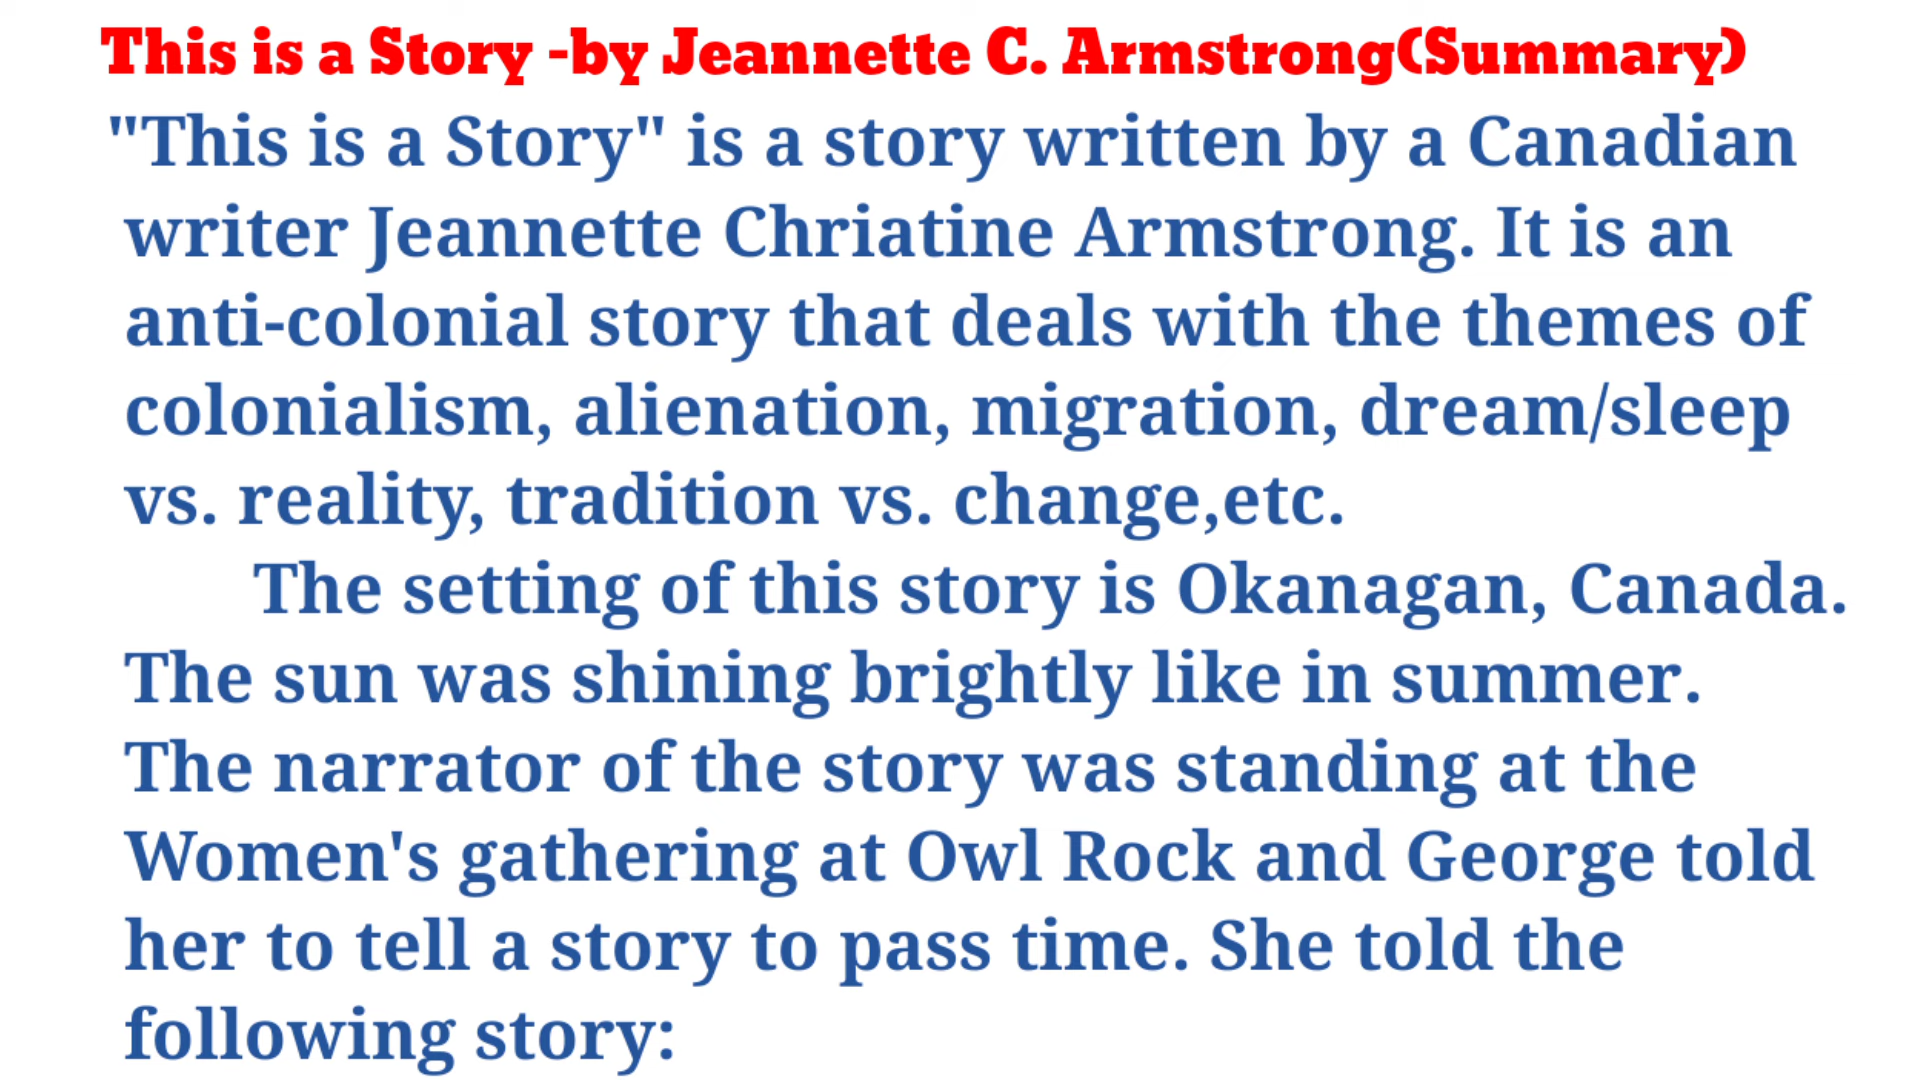 This is a Story -by Jeannette C. Armstrong(Summary)
"This is a Story" is a story written by a Canadian
writer Jeannette Chriatine Armstrong. It is an
anti-colonial story that deals with the themes of
colonialism, alienation, migration, dream/sleep
vs. reality, tradition vs. change,etc.
The setting of this story is Okanagan, Canada.
The sun was shining brightly like in summer.
The narrator of the story was standing at the
Women's gathering at Owl Rock and George told
her to tell a story to pass time. She told the
following story: